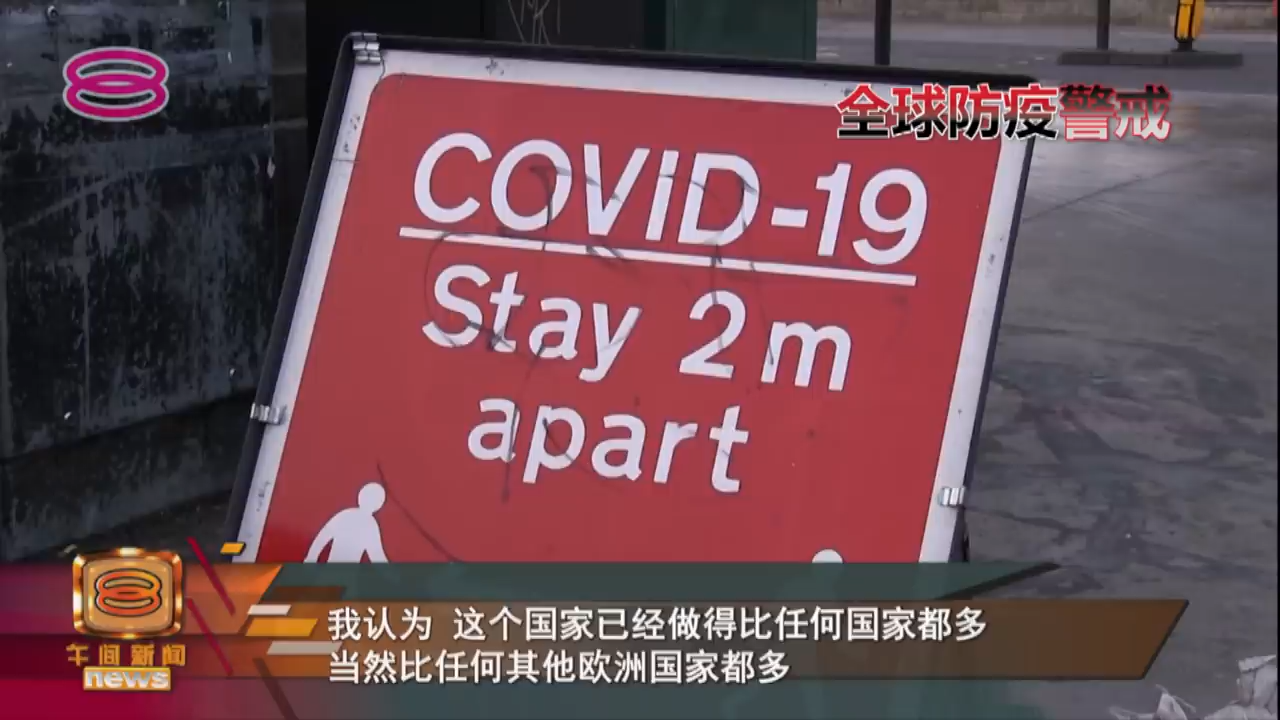 全球防疫警戒
COVID-19
Stay 2m
apart
我认为 这个国家已经做得比任何国家都多
当然比任何其他欧洲国家都多
午间新闻
news